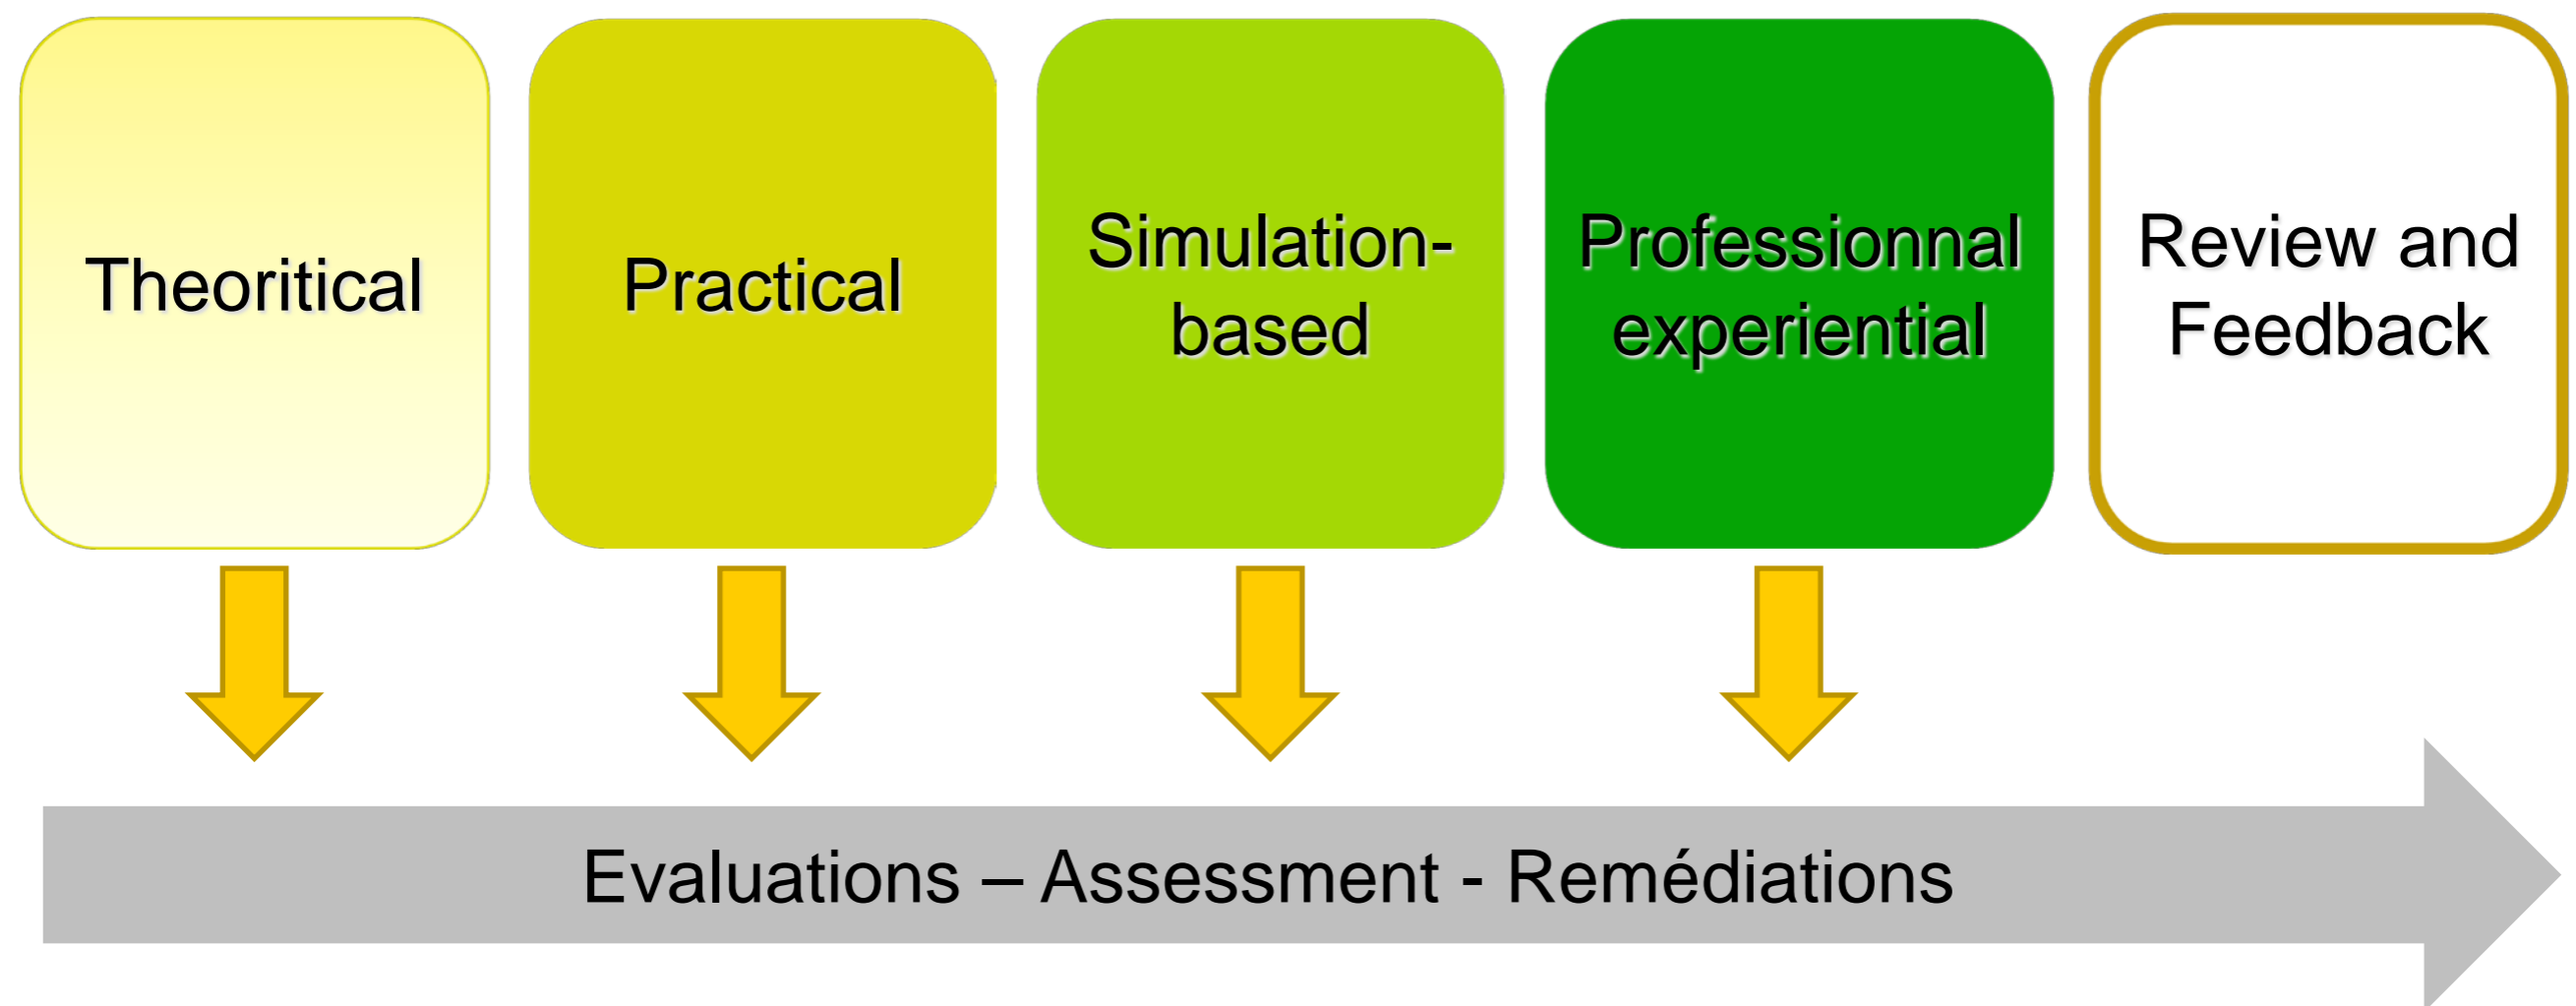 Theoritical
Practical
Simulation-
based
Professionnal
experiential
Review and
Feedback
Evaluations – Assessment - Remédiations